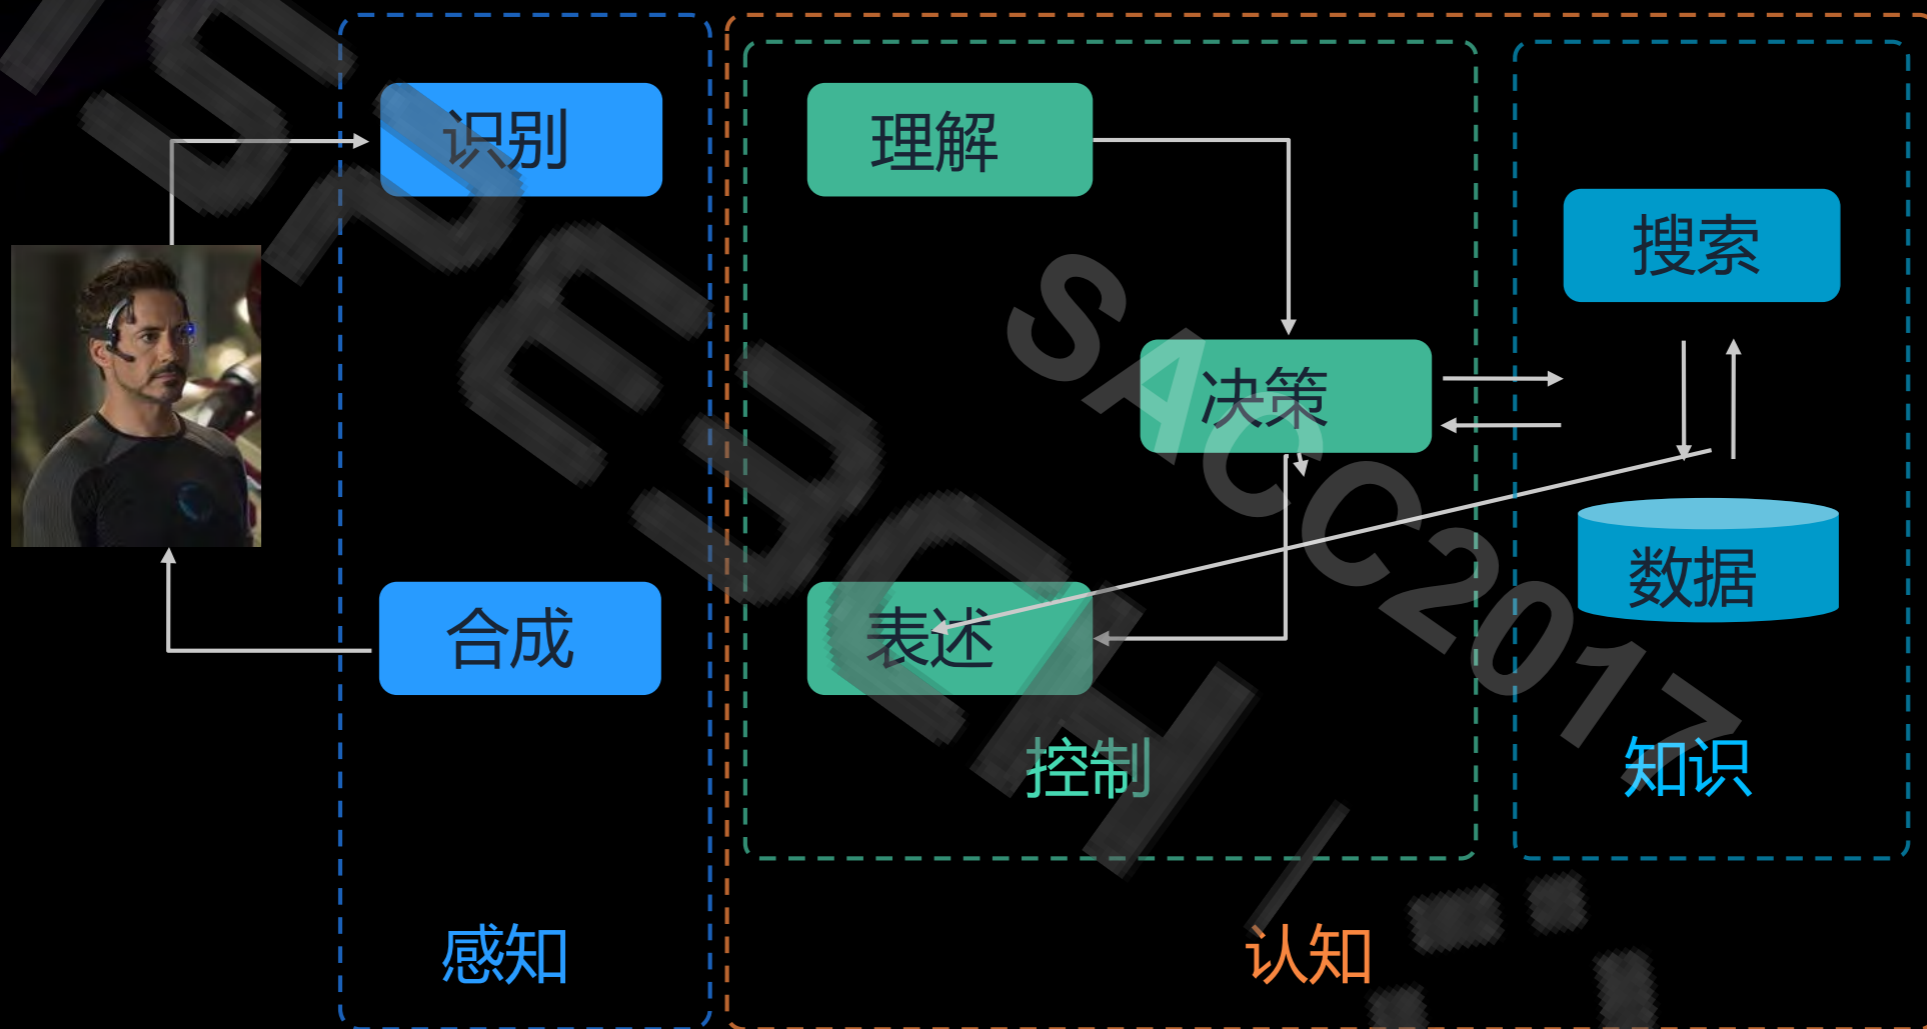 识别
理解
搜索
决策
数据
合成
表述
控制
知识
感知
认知
SACC2017